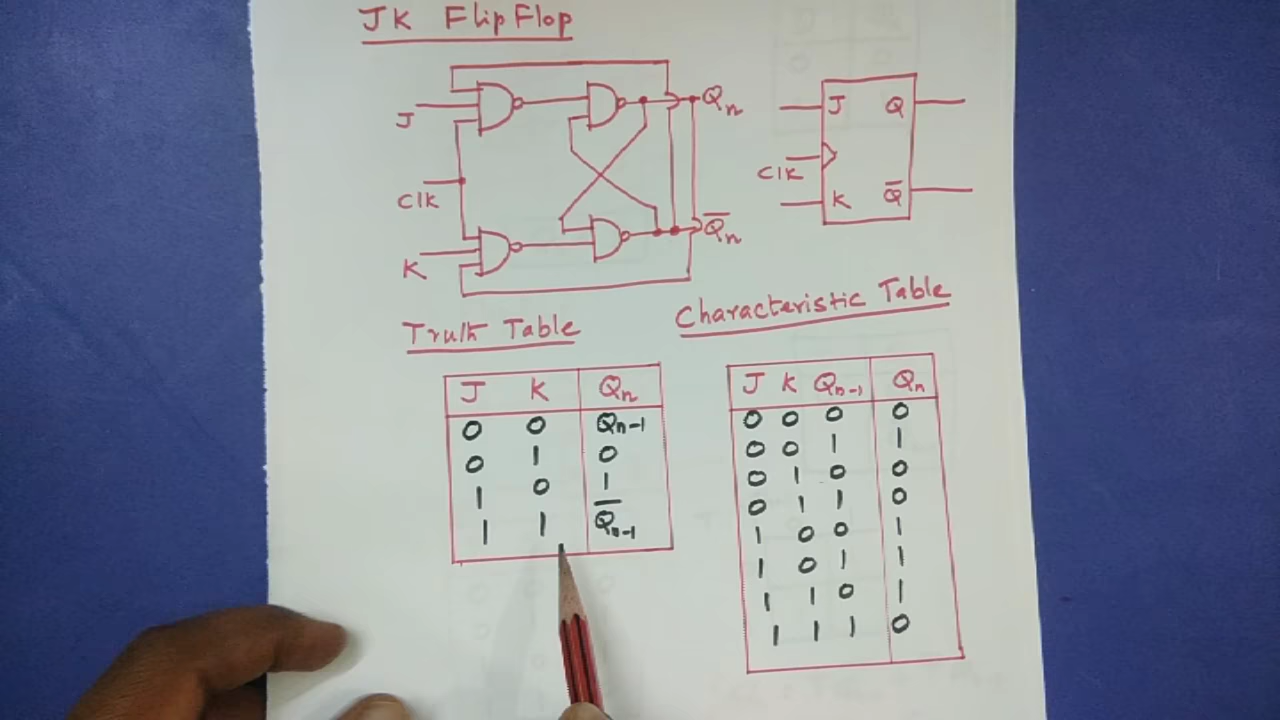 JK FlipFlop
J
Clk
K
Qₙ
Q̅ₙ
J Q
Clk
K Q̅
Truth Table
J K Qₙ
0 0 Qₙ₋₁
0 1 0
1 0 1
1 1 Q̅ₙ₋₁
Characteristic Table
J K Qₙ₋₁ Qₙ
0 0 0 0
0 0 1 1
0 1 0 0
0 1 1 0
1 0 0 1
1 0 1 1
1 1 0 1
1 1 1 0